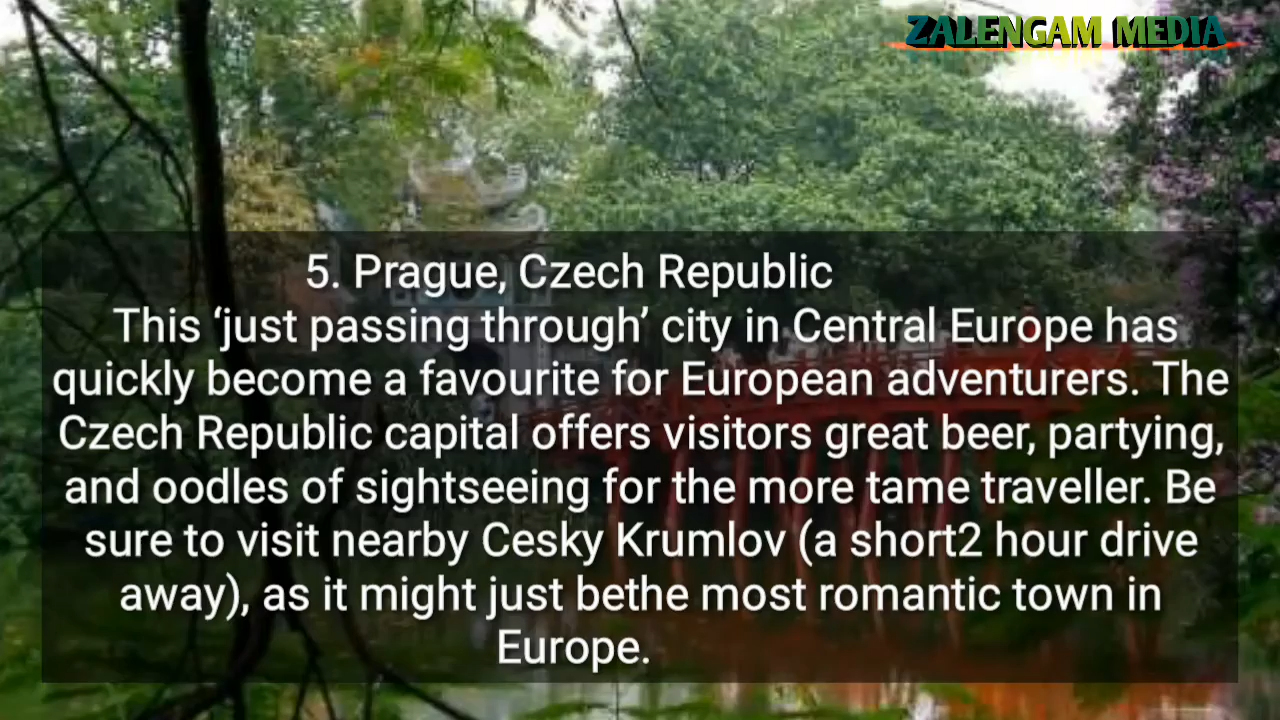 ZALENGAM MEDIA
5. Prague, Czech Republic
This ‘just passing through’ city in Central Europe has
quickly become a favourite for European adventurers. The
Czech Republic capital offers visitors great beer, partying,
and oodles of sightseeing for the more tame traveller. Be
sure to visit nearby Cesky Krumlov (a short2 hour drive
away), as it might just bethe most romantic town in
Europe.